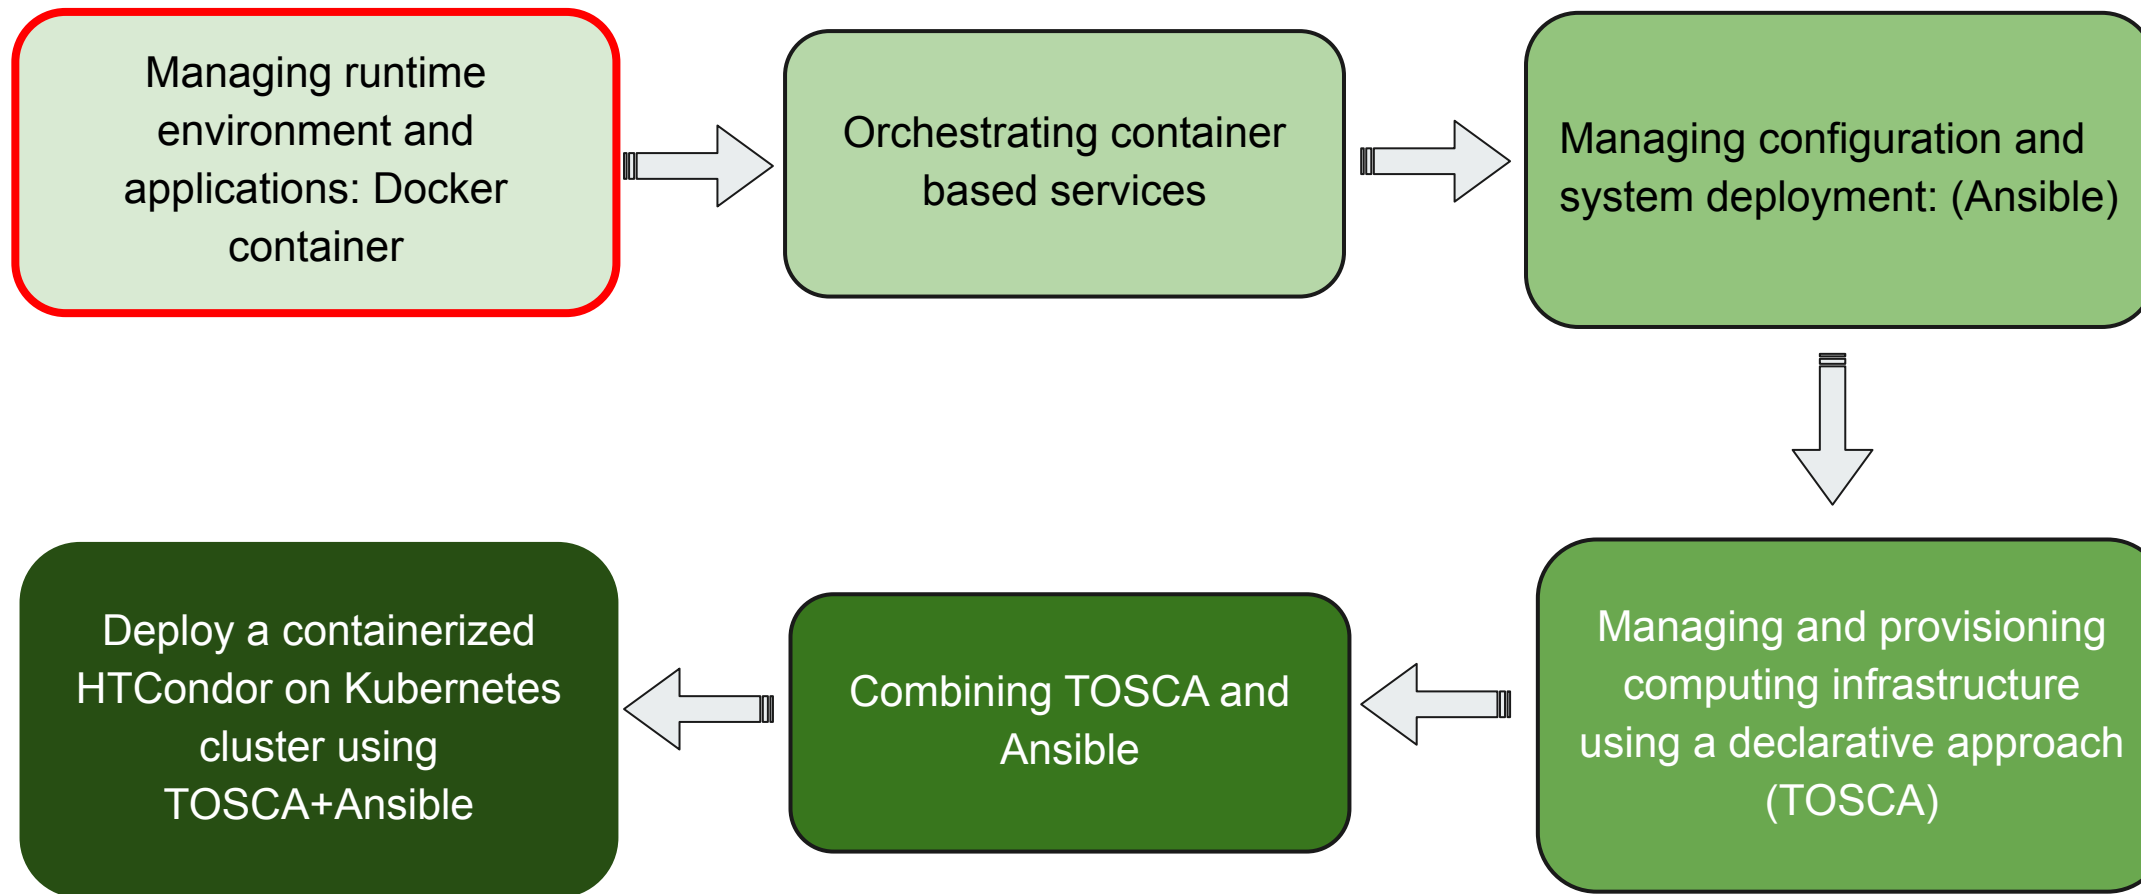 Managing runtime
environment and
applications: Docker
container
Orchestrating container
based services
Managing configuration and
system deployment: (Ansible)
Managing and provisioning
computing infrastructure
using a declarative approach
(TOSCA)
Combining TOSCA and
Ansible
Deploy a containerized
HTCondor on Kubernetes
cluster using
TOSCA+Ansible